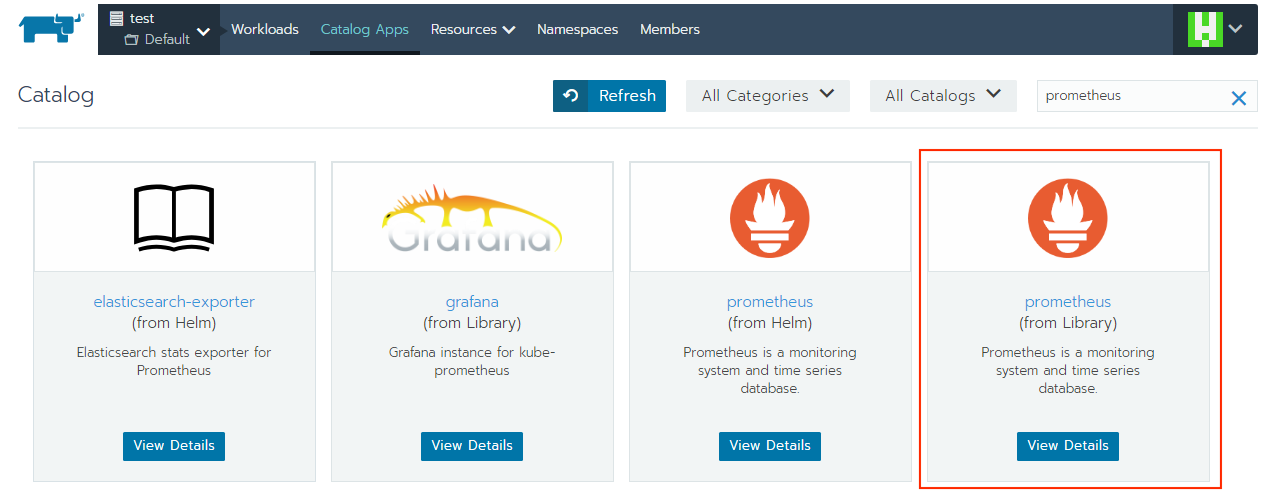 test
Default
Workloads
Catalog Apps
Resources
Namespaces
Members
Catalog
Refresh
All Categories
All Catalogs
prometheus
elasticsearch-exporter
(from Helm)
Elasticsearch stats exporter for
Prometheus
View Details
Grafana
grafana
(from Library)
Grafana instance for kube-
prometheus
View Details
prometheus
(from Helm)
Prometheus is a monitoring
system and time series
database.
View Details
prometheus
(from Library)
Prometheus is a monitoring
system and time series
database.
View Details